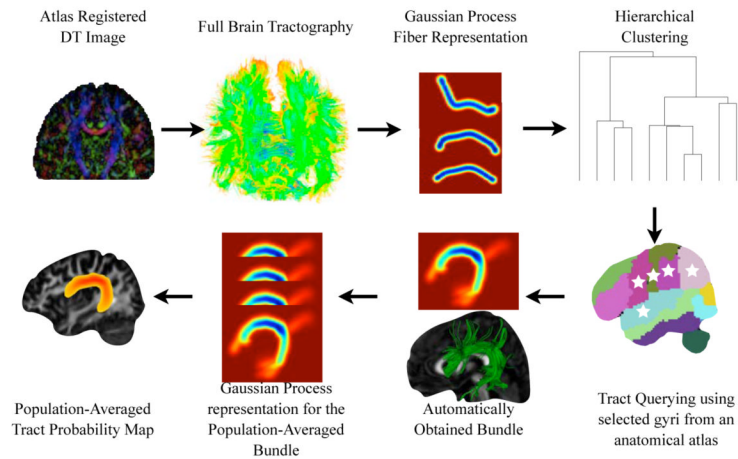 Atlas Registered
DT Image
Full Brain Tractography
Gaussian Process
Fiber Representation
Hierarchical
Clustering
Population-Averaged
Tract Probability Map
Gaussian Process
representation for the
Population-Averaged
Bundle
Automatically
Obtained Bundle
Tract Querying using
selected gyri from an
anatomical atlas